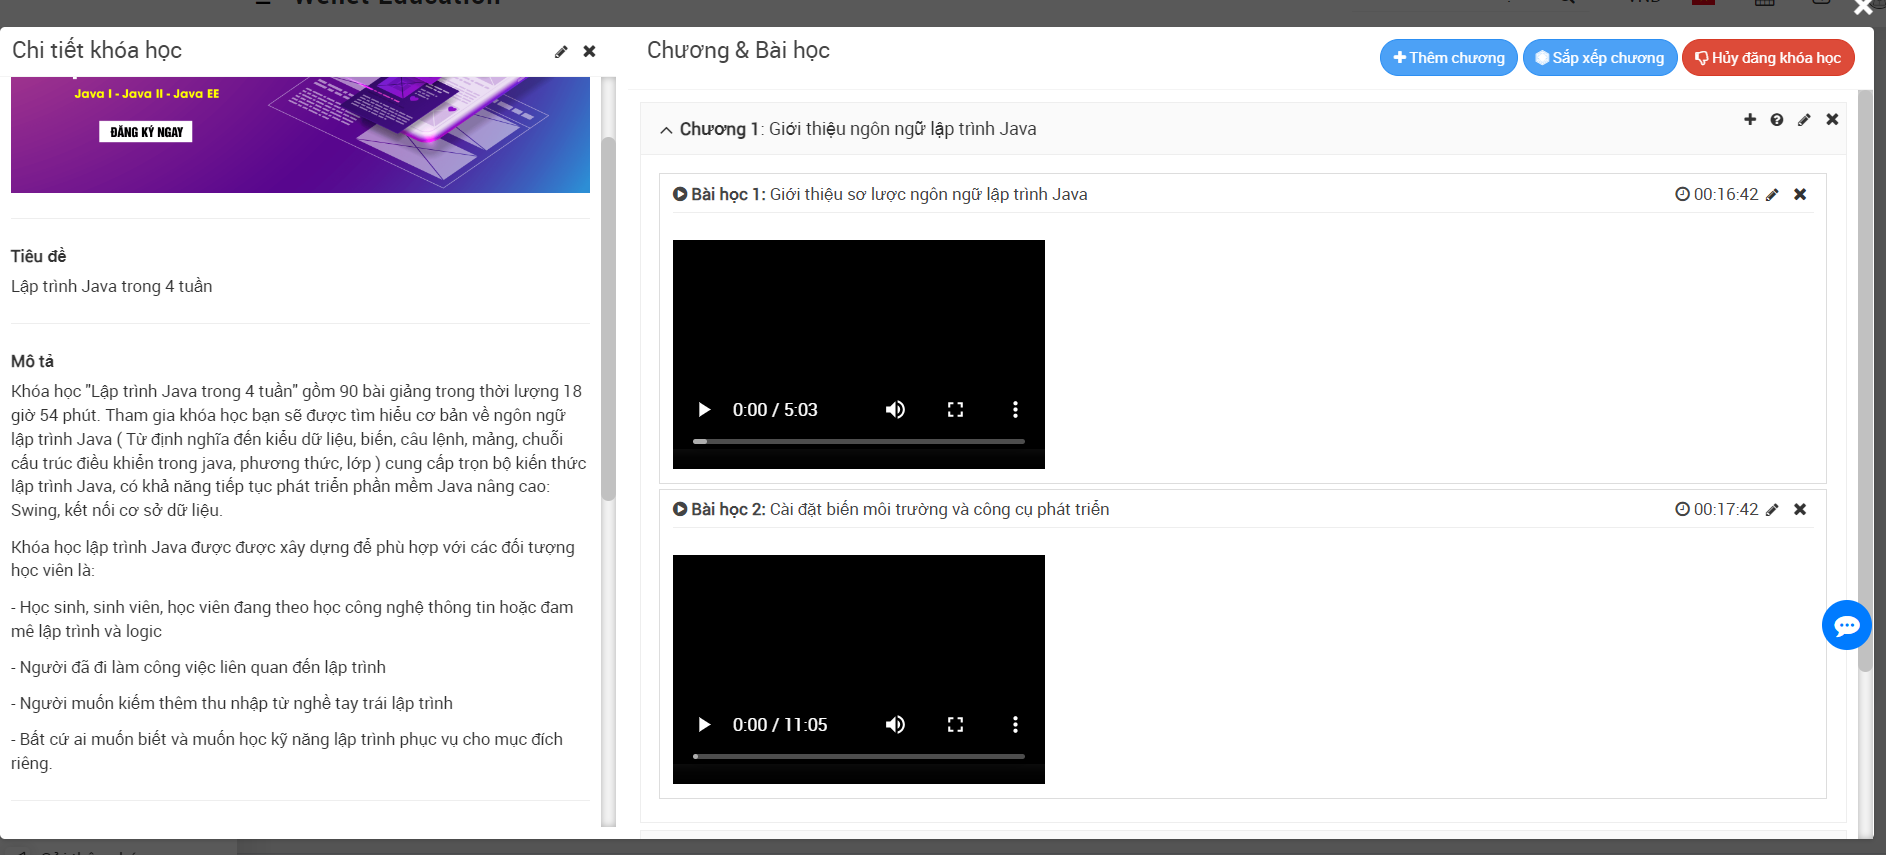 Wellet Education
Chi tiết khóa học
Java I - Java II - Java EE
ĐĂNG KÝ NGAY
Tiêu đề
Lập trình Java trong 4 tuần
Mô tả
Khóa học "Lập trình Java trong 4 tuần" gồm 90 bài giảng trong thời lượng 18
giờ 54 phút. Tham gia khóa học bạn sẽ được tìm hiểu cơ bản về ngôn ngữ
lập trình Java ( Từ định nghĩa đến kiểu dữ liệu, biến, câu lệnh, mảng, chuỗi
cấu trúc điều khiển trong java, phương thức, lớp ) cung cấp trọn bộ kiến thức
lập trình Java, có khả năng tiếp tục phát triển phần mềm Java nâng cao:
Swing, kết nối cơ sở dữ liệu.
Khóa học lập trình Java được được xây dựng để phù hợp với các đối tượng
học viên là:
- Học sinh, sinh viên, học viên đang theo học công nghệ thông tin hoặc đam
mê lập trình và logic
- Người đã đi làm công việc liên quan đến lập trình
- Người muốn kiếm thêm thu nhập từ nghề tay trái lập trình
- Bất cứ ai muốn biết và muốn học kỹ năng lập trình phục vụ cho mục đích
riêng.
Chương & Bài học
Thêm chương
Sắp xếp chương
Hủy đăng khóa học
Chương 1: Giới thiệu ngôn ngữ lập trình Java
Bài học 1: Giới thiệu sơ lược ngôn ngữ lập trình Java
00:16:42
0:00 / 5:03
Bài học 2: Cài đặt biến môi trường và công cụ phát triển
00:17:42
0:00 / 11:05